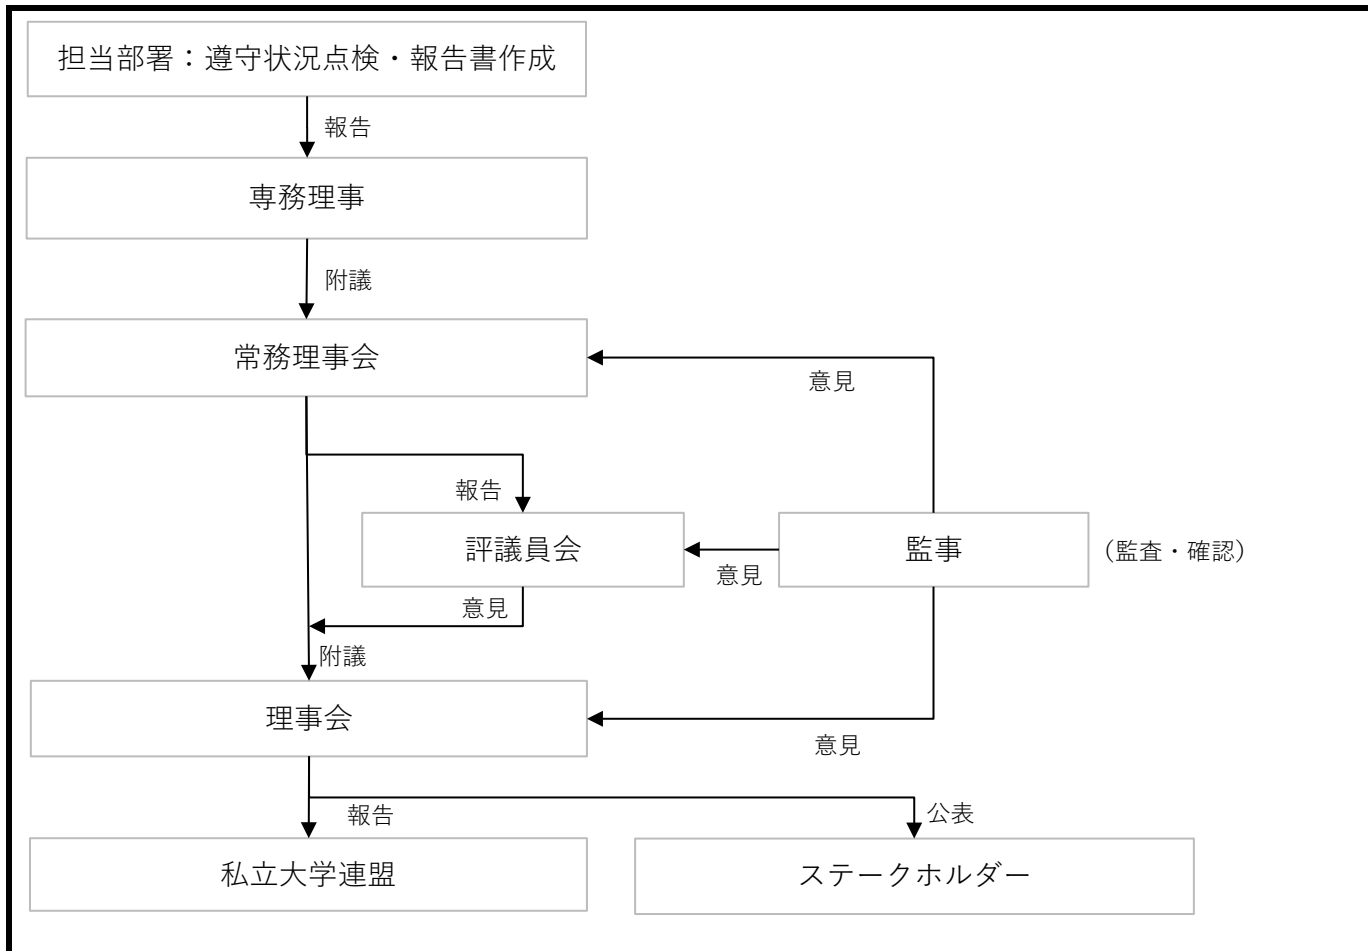 担当部署：遵守状況点検・報告書作成
報告
専務理事
附議
常務理事会
意見
報告
評議員会
意見
監事
（監査・確認）
意見
附議
理事会
意見
報告
公表
私立大学連盟
ステークホルダー